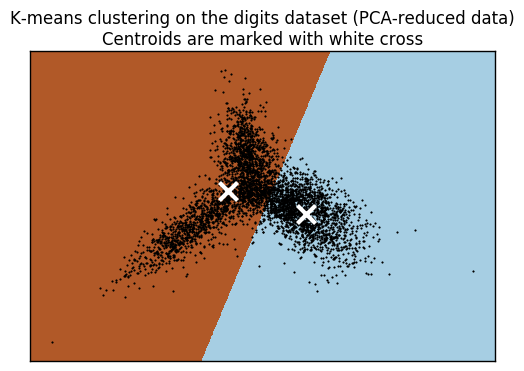 K-means clustering on the digits dataset (PCA-reduced data)
Centroids are marked with white cross